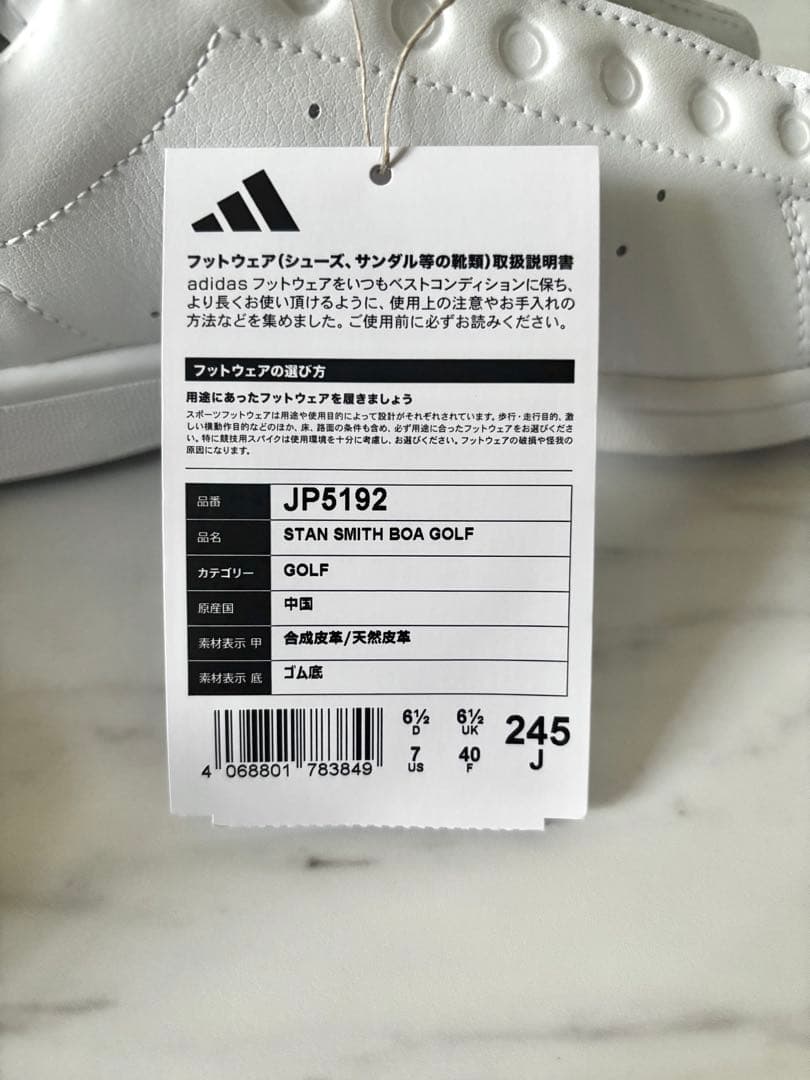 フットウェア(シューズ、サンダル等の靴類)取扱説明書
adidas フットウェアをいつもベストコンディションに保ち、
より長くお使い頂けるように、使用上の注意やお手入れの
方法などを集めました。ご使用前に必ずお読みください。
フットウェアの選び方
用途にあったフットウェアを履きましょう
スポーツフットウェアは用途や使用目的によって設計がそれぞれされています。歩行・走行目的、激
しい横動作目的などのほか、床、路面の条件も含め、必ず用途に合ったフットウェアをお選びくださ
い。特に競技用スパイクは使用環境を十分に考慮し、お選びください。フットウェアの破損や怪我の
原因になります。
品番 JP5192
品名 STAN SMITH BOA GOLF
カテゴリー GOLF
原産国 中国
素材表示 甲 合成皮革/天然皮革
素材表示 底 ゴム底
6½ D 6½ UK 245 J
7 US 40 F
4 068801 783849